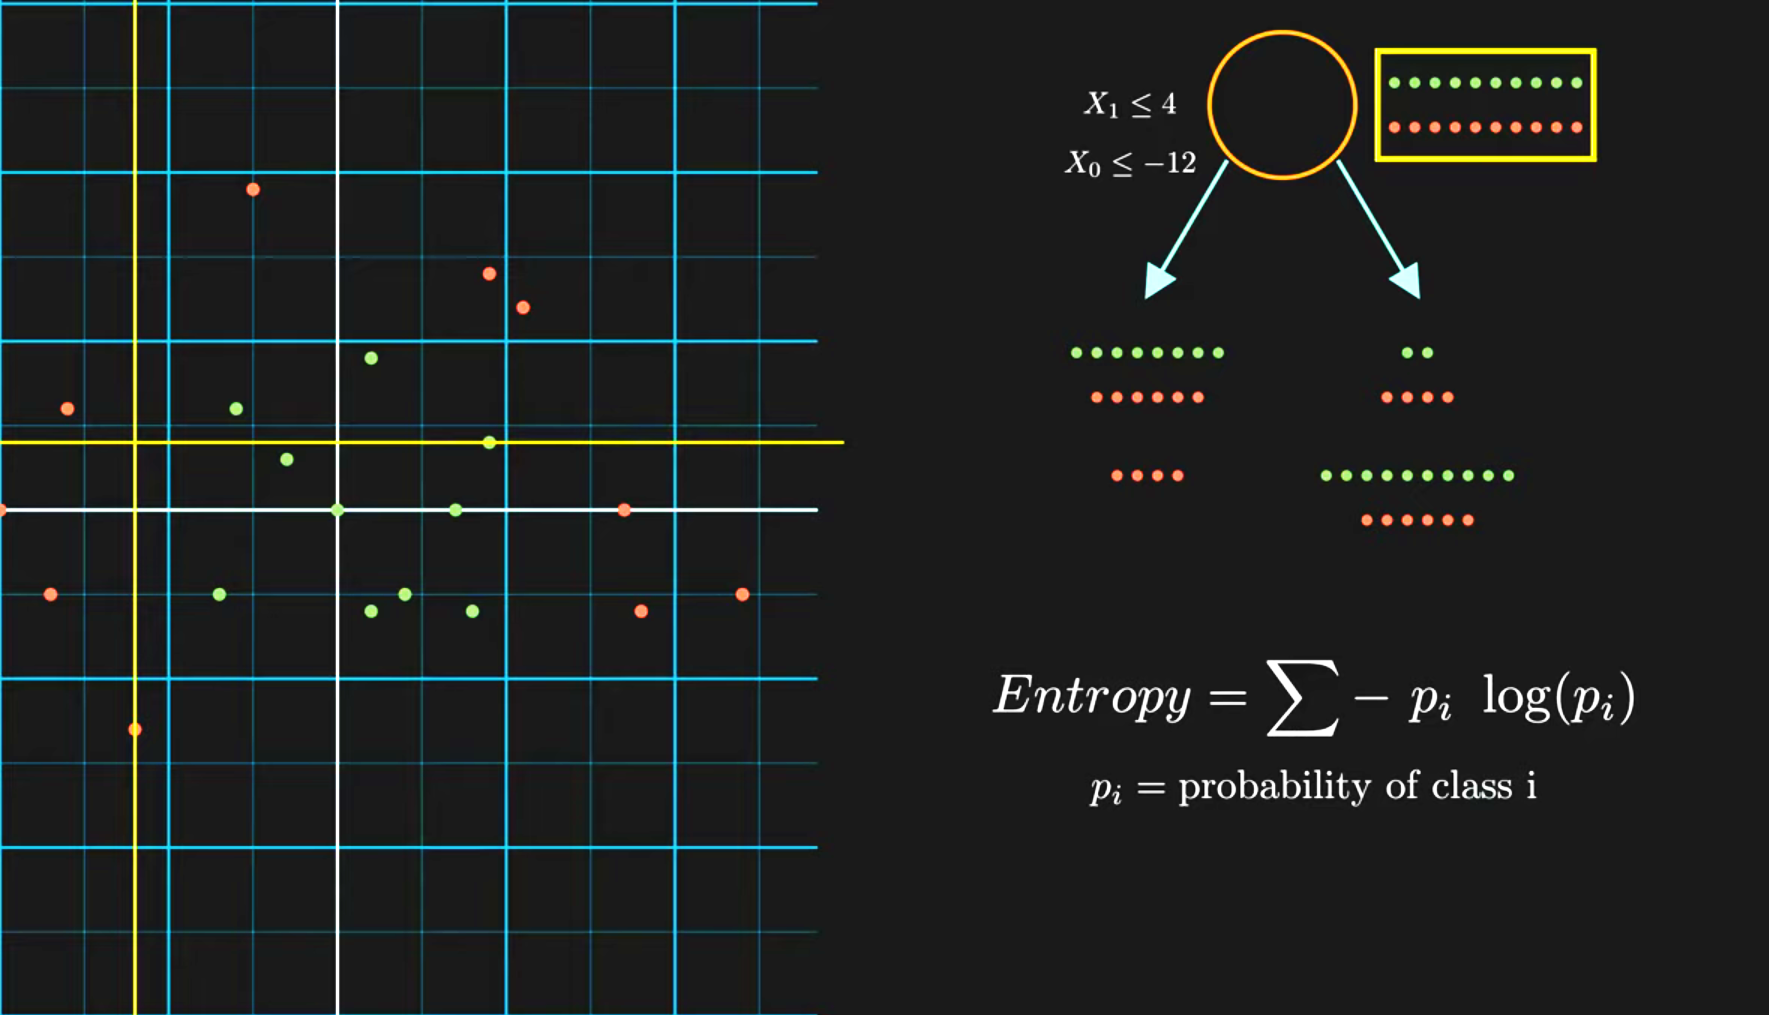 X₁ ≤ 4
X₀ ≤ −12
Entropy = ∑ − pᵢ log(pᵢ)
pᵢ = probability of class i